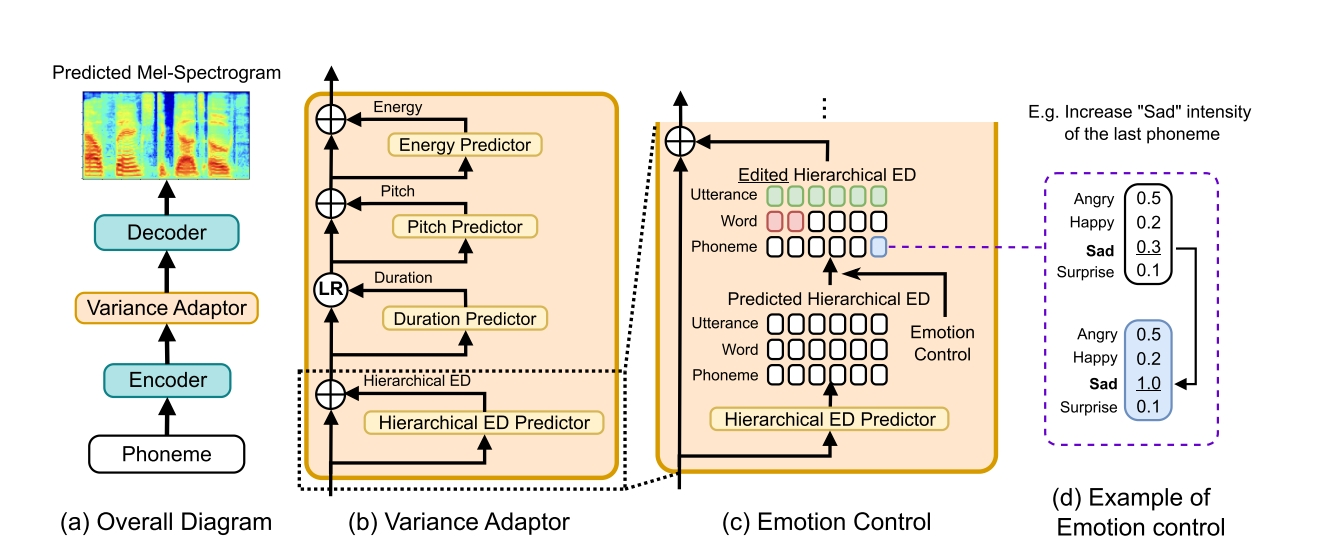 Predicted Mel-Spectrogram
Decoder
Variance Adaptor
Encoder
Phoneme
(a) Overall Diagram
Energy
Energy Predictor
Pitch
Pitch Predictor
LR
Duration
Duration Predictor
Hierarchical ED
Hierarchical ED Predictor
(b) Variance Adaptor
Edited Hierarchical ED
Utterance
Word
Phoneme
Predicted Hierarchical ED
Utterance
Word
Phoneme
Emotion
Control
Hierarchical ED Predictor
(c) Emotion Control
E.g. Increase "Sad" intensity
of the last phoneme
Angry 0.5
Happy 0.2
Sad 0.3
Surprise 0.1
Angry 0.5
Happy 0.2
Sad 1.0
Surprise 0.1
(d) Example of
Emotion control